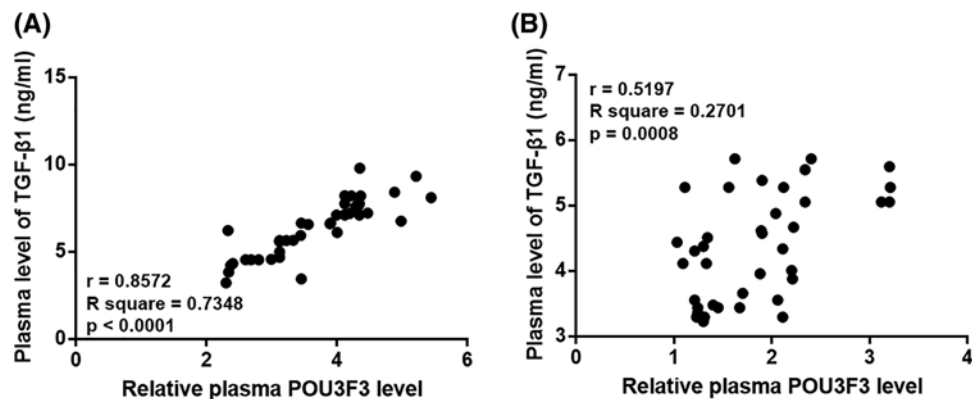 (A)
Plasma level of TGF-β1 (ng/ml)
15
10
5
0
r = 0.8572
R square = 0.7348
p < 0.0001
0 2 4 6
Relative plasma POU3F3 level
(B)
Plasma level of TGF-β1 (ng/ml)
7
6
5
4
3
r = 0.5197
R square = 0.2701
p = 0.0008
0 1 2 3 4
Relative plasma POU3F3 level